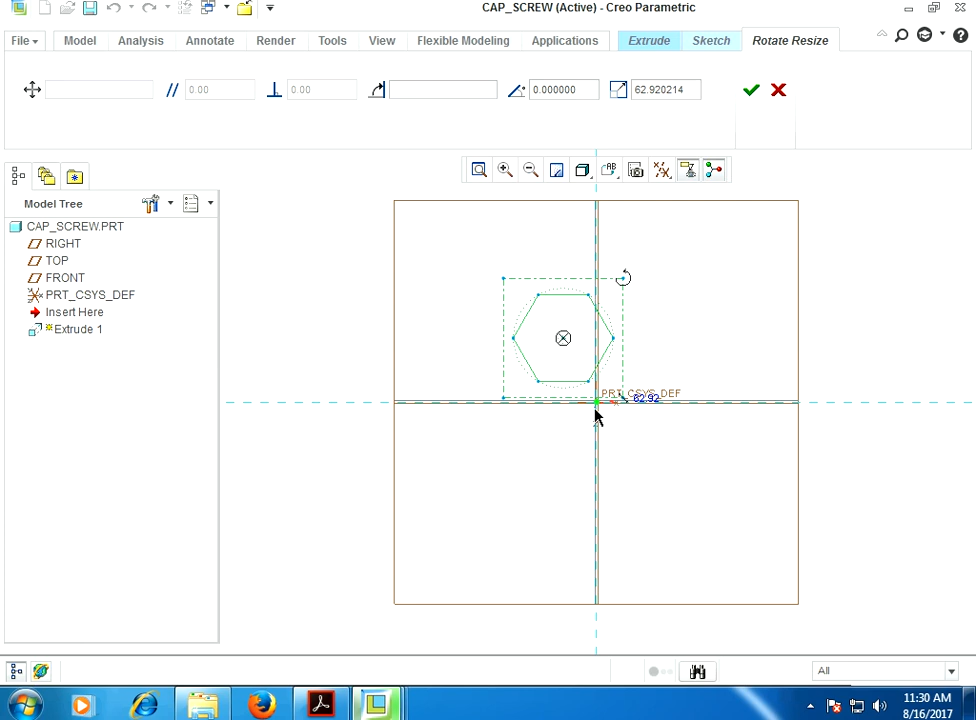 CAP_SCREW (Active) - Creo Parametric
File Model Analysis Annotate Render Tools View Flexible Modeling Applications Extrude Sketch Rotate Resize
0.00 0.00 0.000000 62.920214
Model Tree
CAP_SCREW.PRT
RIGHT
TOP
FRONT
PRT_CSYS_DEF
Insert Here
Extrude 1
AB
PRT_CSYS_DEF
62.92
All
11:30 AM
8/16/2017